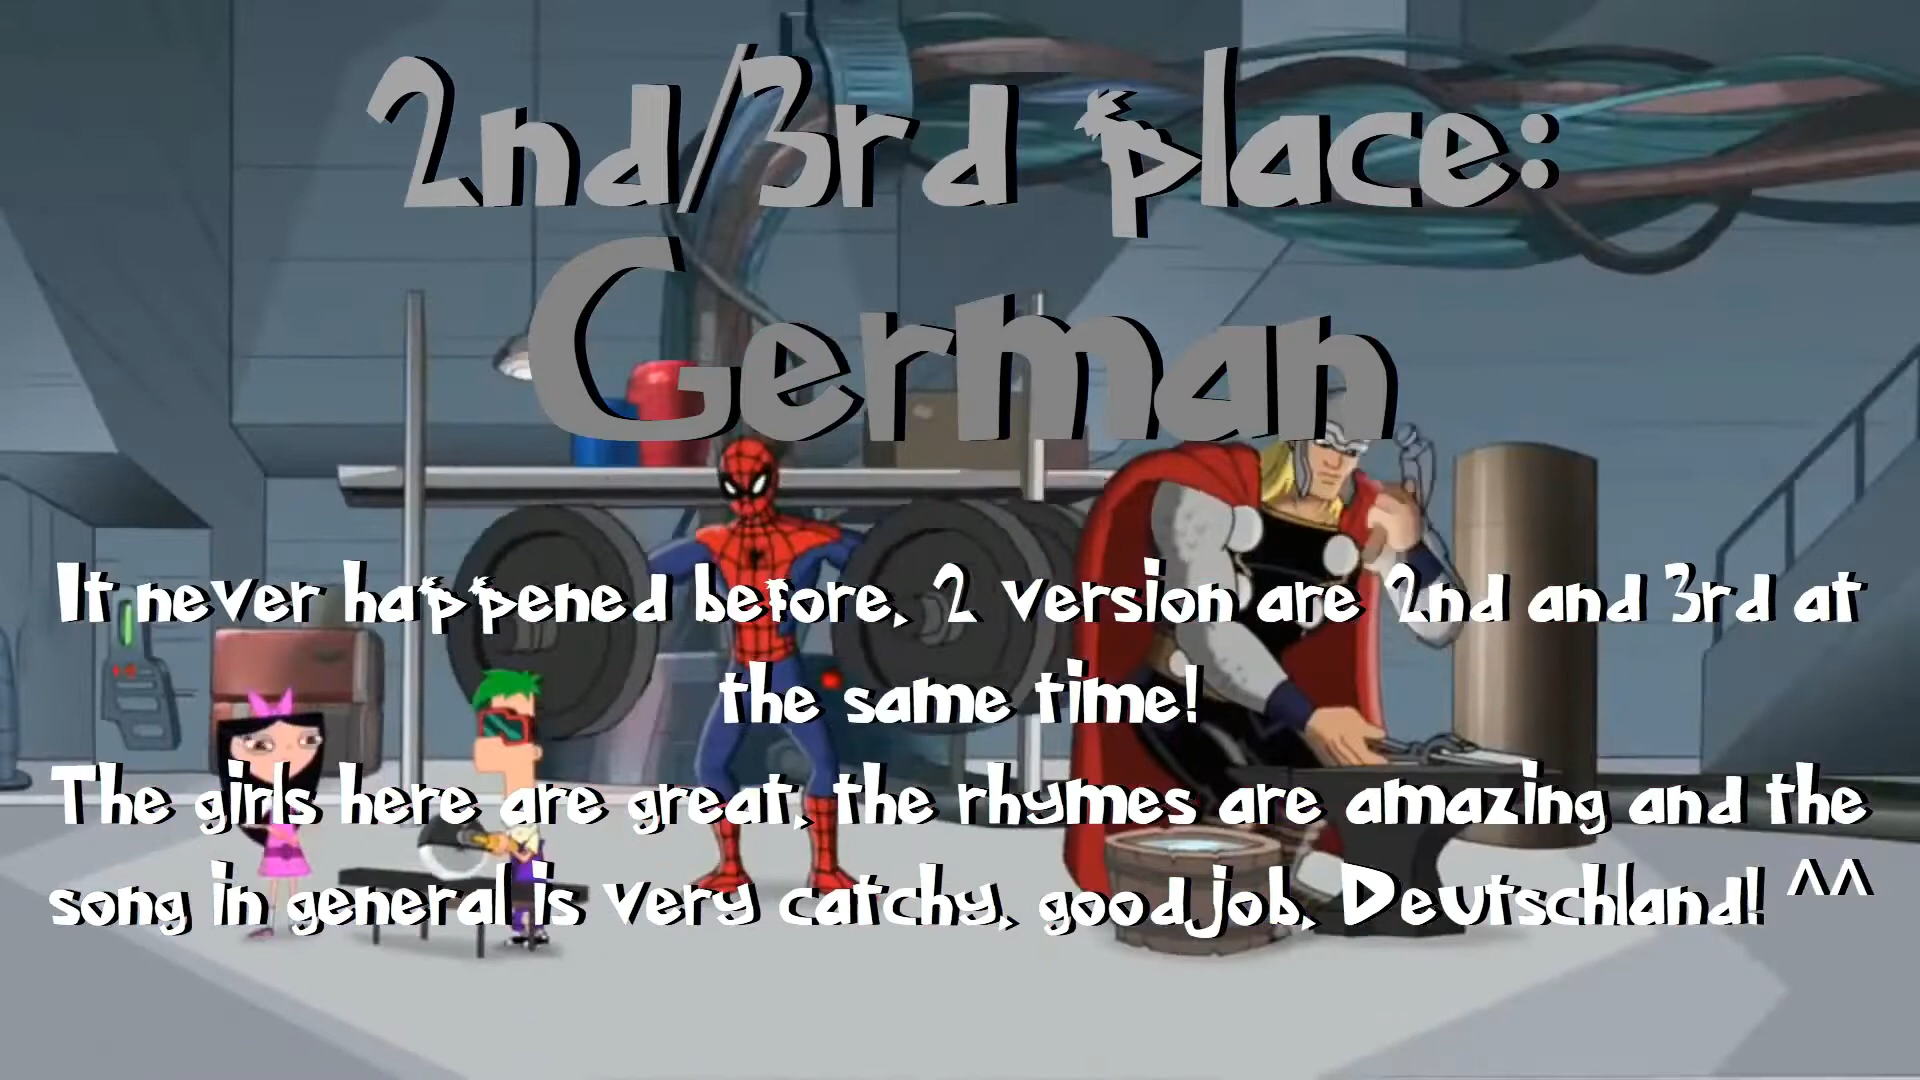 2nd/3rd place:
German
It never happened before, 2 version are 2nd and 3rd at
the same time!
The girls here are great, the rhymes are amazing and the
song in general is very catchy, good job, Deutschland! ^^